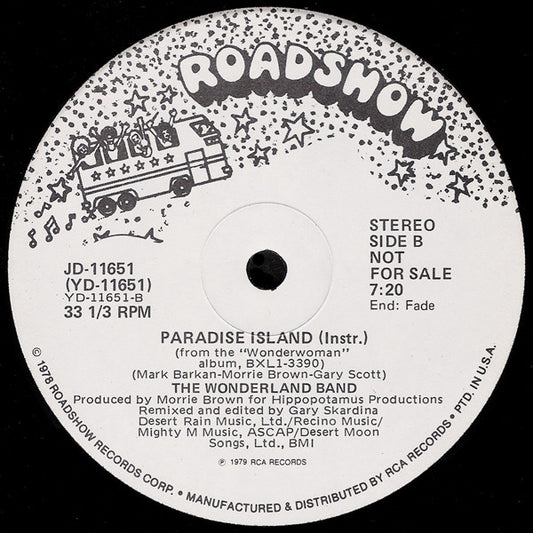 ROADSHOW
JD-11651
(YD-11651)
YD-11651-B
33 1/3 RPM
STEREO
SIDE B
NOT
FOR SALE
7:20
End: Fade
PARADISE ISLAND (Instr.)
(from the "Wonderwoman"
album, BXL1-3390)
(Mark Barkan-Morrie Brown-Gary Scott)
THE WONDERLAND BAND
Produced by Morrie Brown for Hippopotamus Productions
Remixed and edited by Gary Skardina
Desert Rain Music, Ltd./Recino Music/
Mighty M Music, ASCAP/Desert Moon
Songs, Ltd., BMI
℗ 1979 RCA RECORDS
© 1978 ROADSHOW RECORDS CORP. • MANUFACTURED & DISTRIBUTED BY RCA RECORDS • PTD. IN U.S.A.